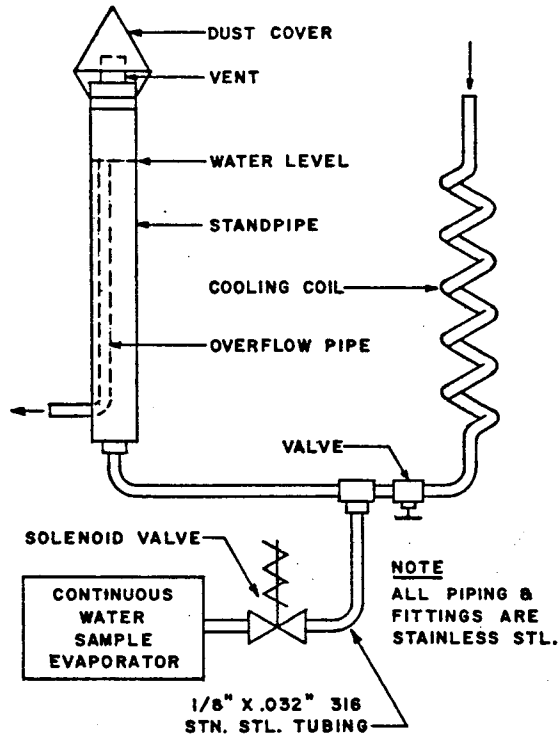 DUST COVER
VENT
WATER LEVEL
STANDPIPE
COOLING COIL
OVERFLOW PIPE
VALVE
SOLENOID VALVE
CONTINUOUS
WATER
SAMPLE
EVAPORATOR
NOTE
ALL PIPING &
FITTINGS ARE
STAINLESS STL.
1/8" X .032" 316
STN. STL. TUBING